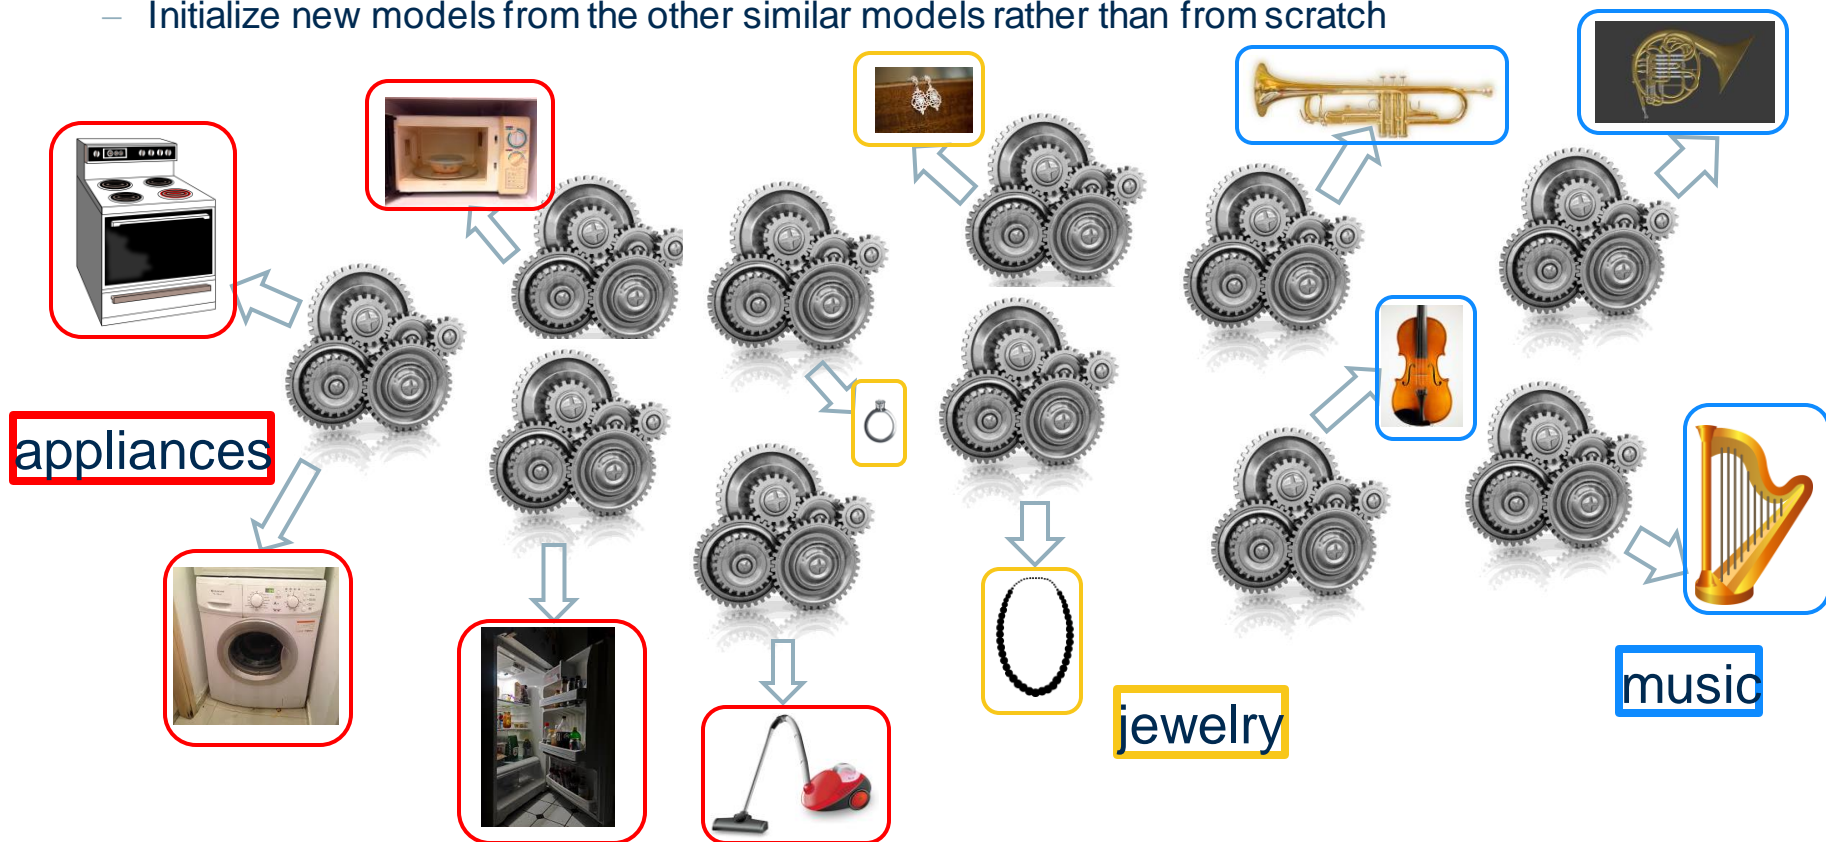 – Initialize new models from the other similar models rather than from scratch
appliances
jewelry
music